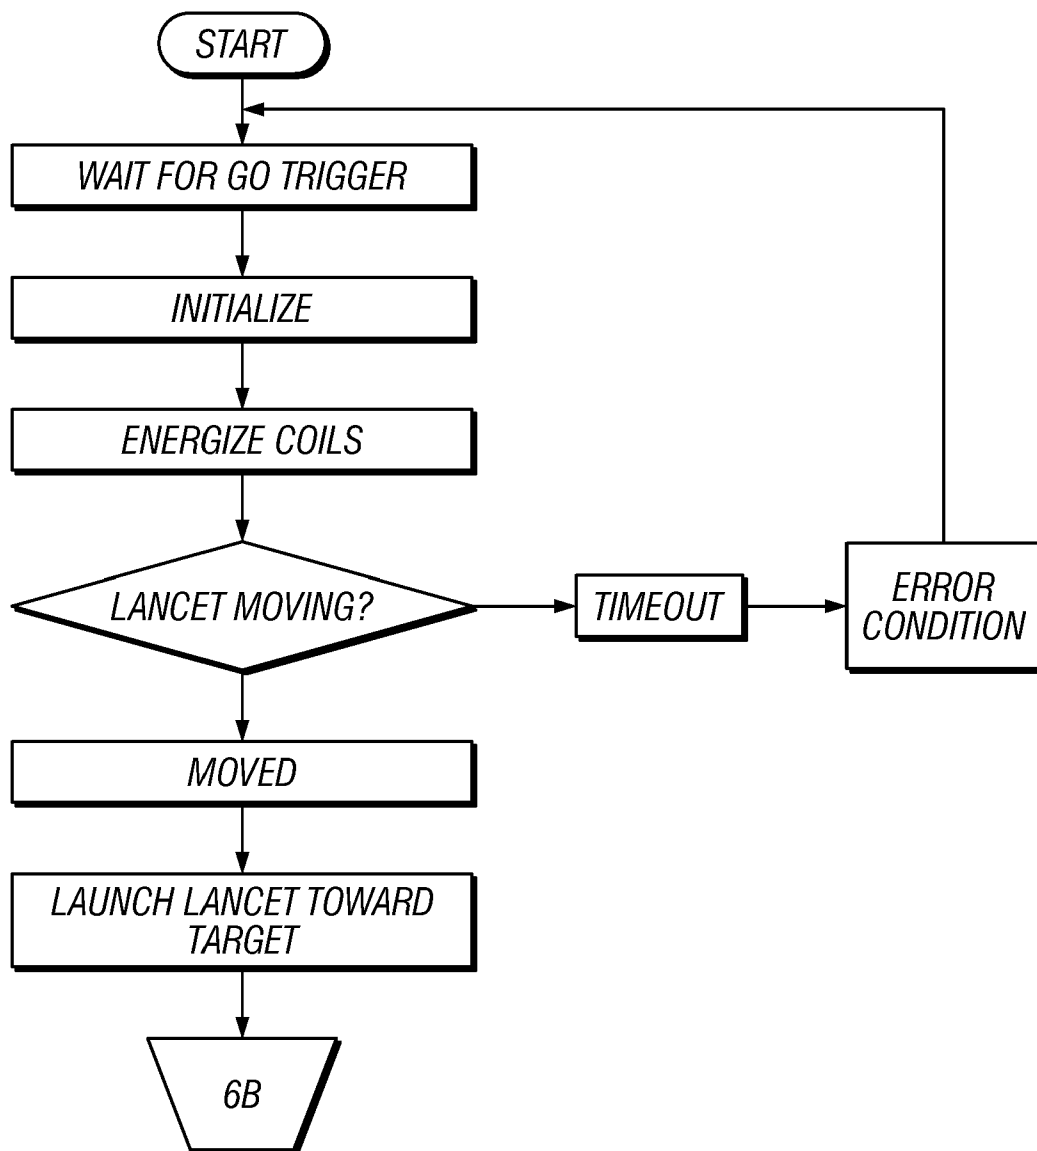 START
WAIT FOR GO TRIGGER
INITIALIZE
ENERGIZE COILS
LANCET MOVING?
TIMEOUT
ERROR
CONDITION
MOVED
LAUNCH LANCET TOWARD
TARGET
6B